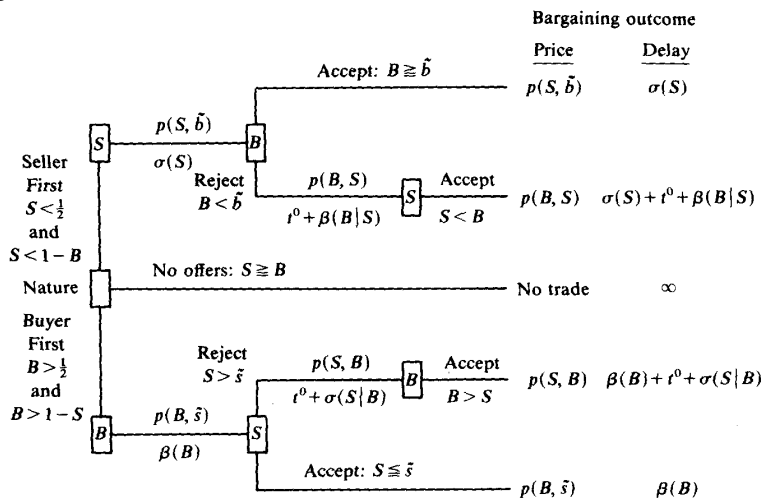 Bargaining outcome
Price Delay
Accept: B ≧ b̃
p(S, b̃) σ(S)
S
p(S, b̃)
σ(S)
B
Seller
First
S < ½
and
S < 1 − B
Reject
B < b̃
p(B, S)
t⁰ + β(B|S)
S
Accept
S < B
p(B, S) σ(S) + t⁰ + β(B|S)
Nature
No offers: S ≧ B
No trade ∞
Buyer
First
B > ½
and
B > 1 − S
Reject
S > s̃
p(S, B)
t⁰ + σ(S|B)
B
Accept
B > S
p(S, B) β(B) + t⁰ + σ(S|B)
B
p(B, s̃)
β(B)
S
Accept: S ≦ s̃
p(B, s̃) β(B)